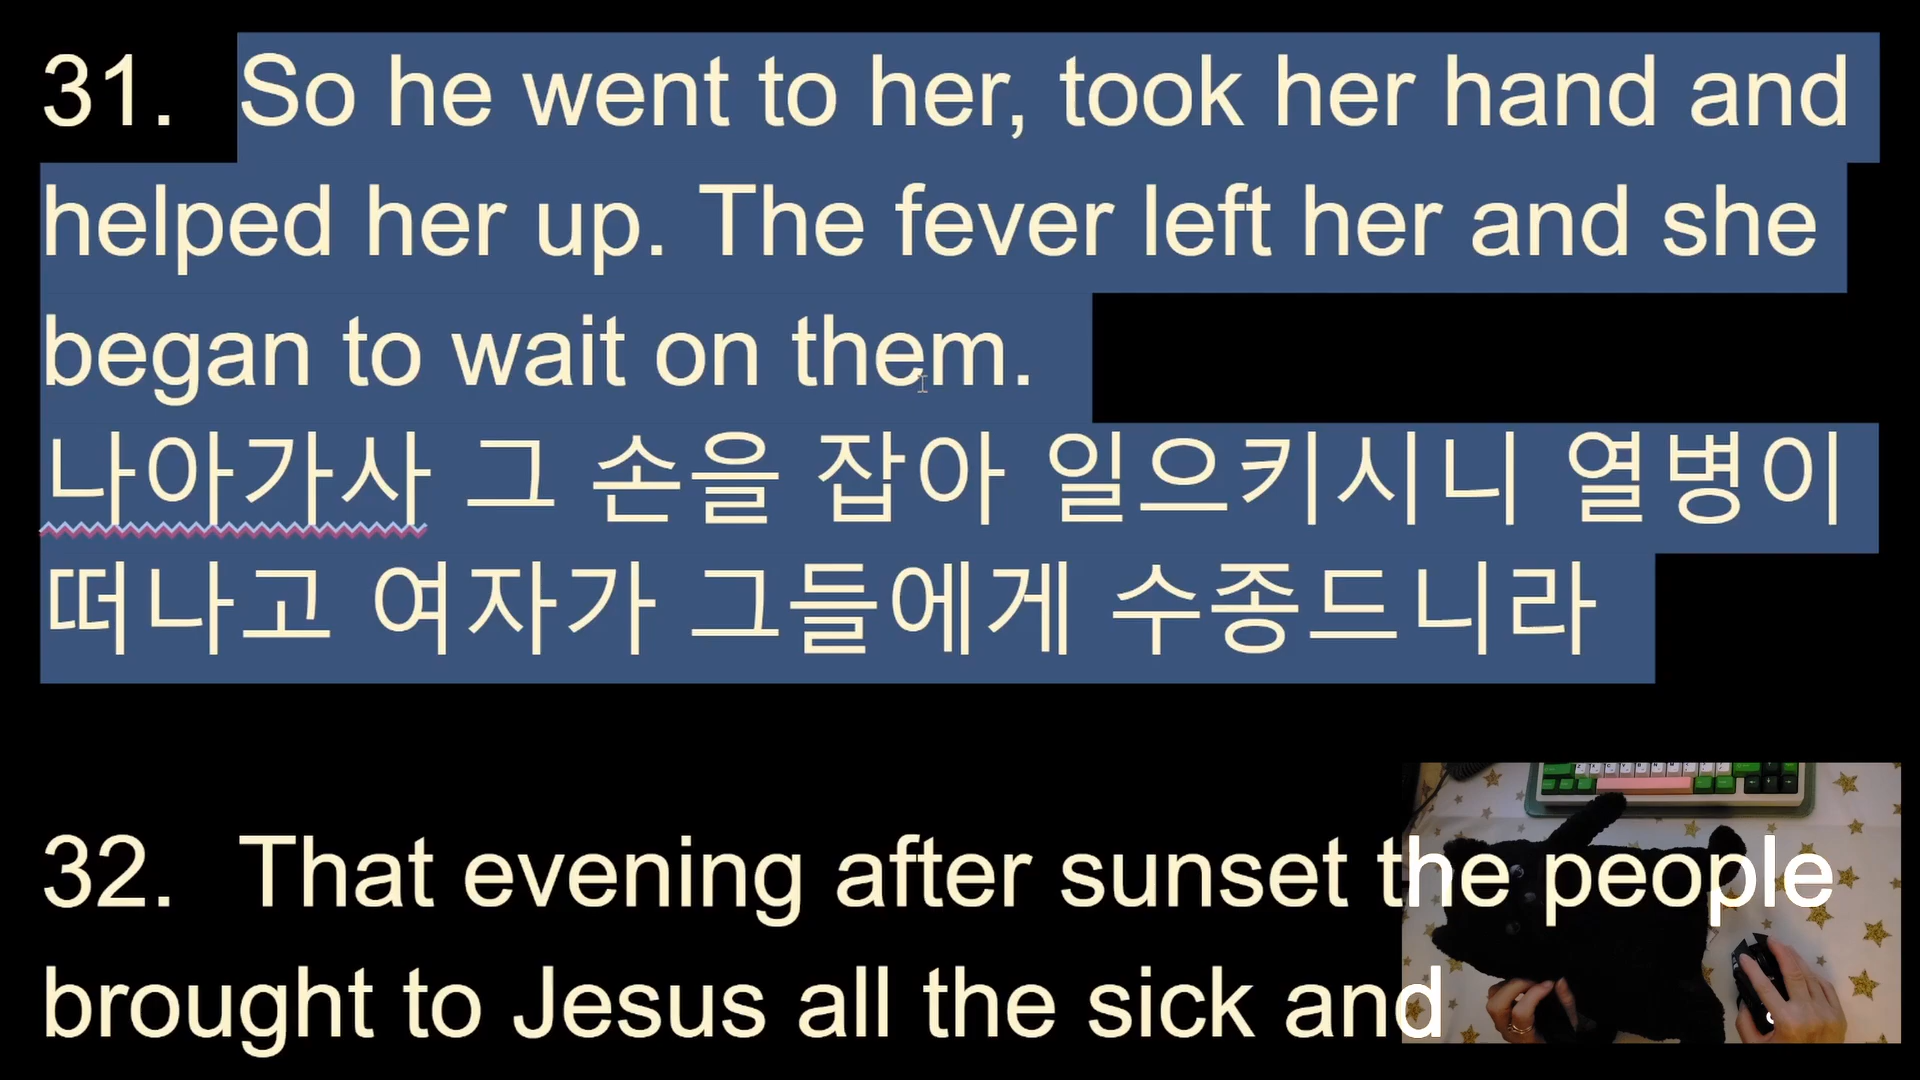 31. So he went to her, took her hand and
helped her up. The fever left her and she
began to wait on them.
나아가사 그 손을 잡아 일으키시니 열병이
떠나고 여자가 그들에게 수종드니라
32. That evening after sunset the people
brought to Jesus all the sick and